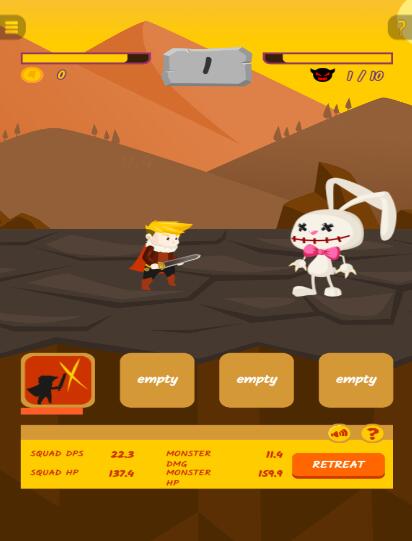 ?
1
0
1 / 10
empty
empty
empty
?
SQUAD DPS 22.3 MONSTER DMG 11.4
SQUAD HP 137.4 MONSTER HP 159.9
RETREAT